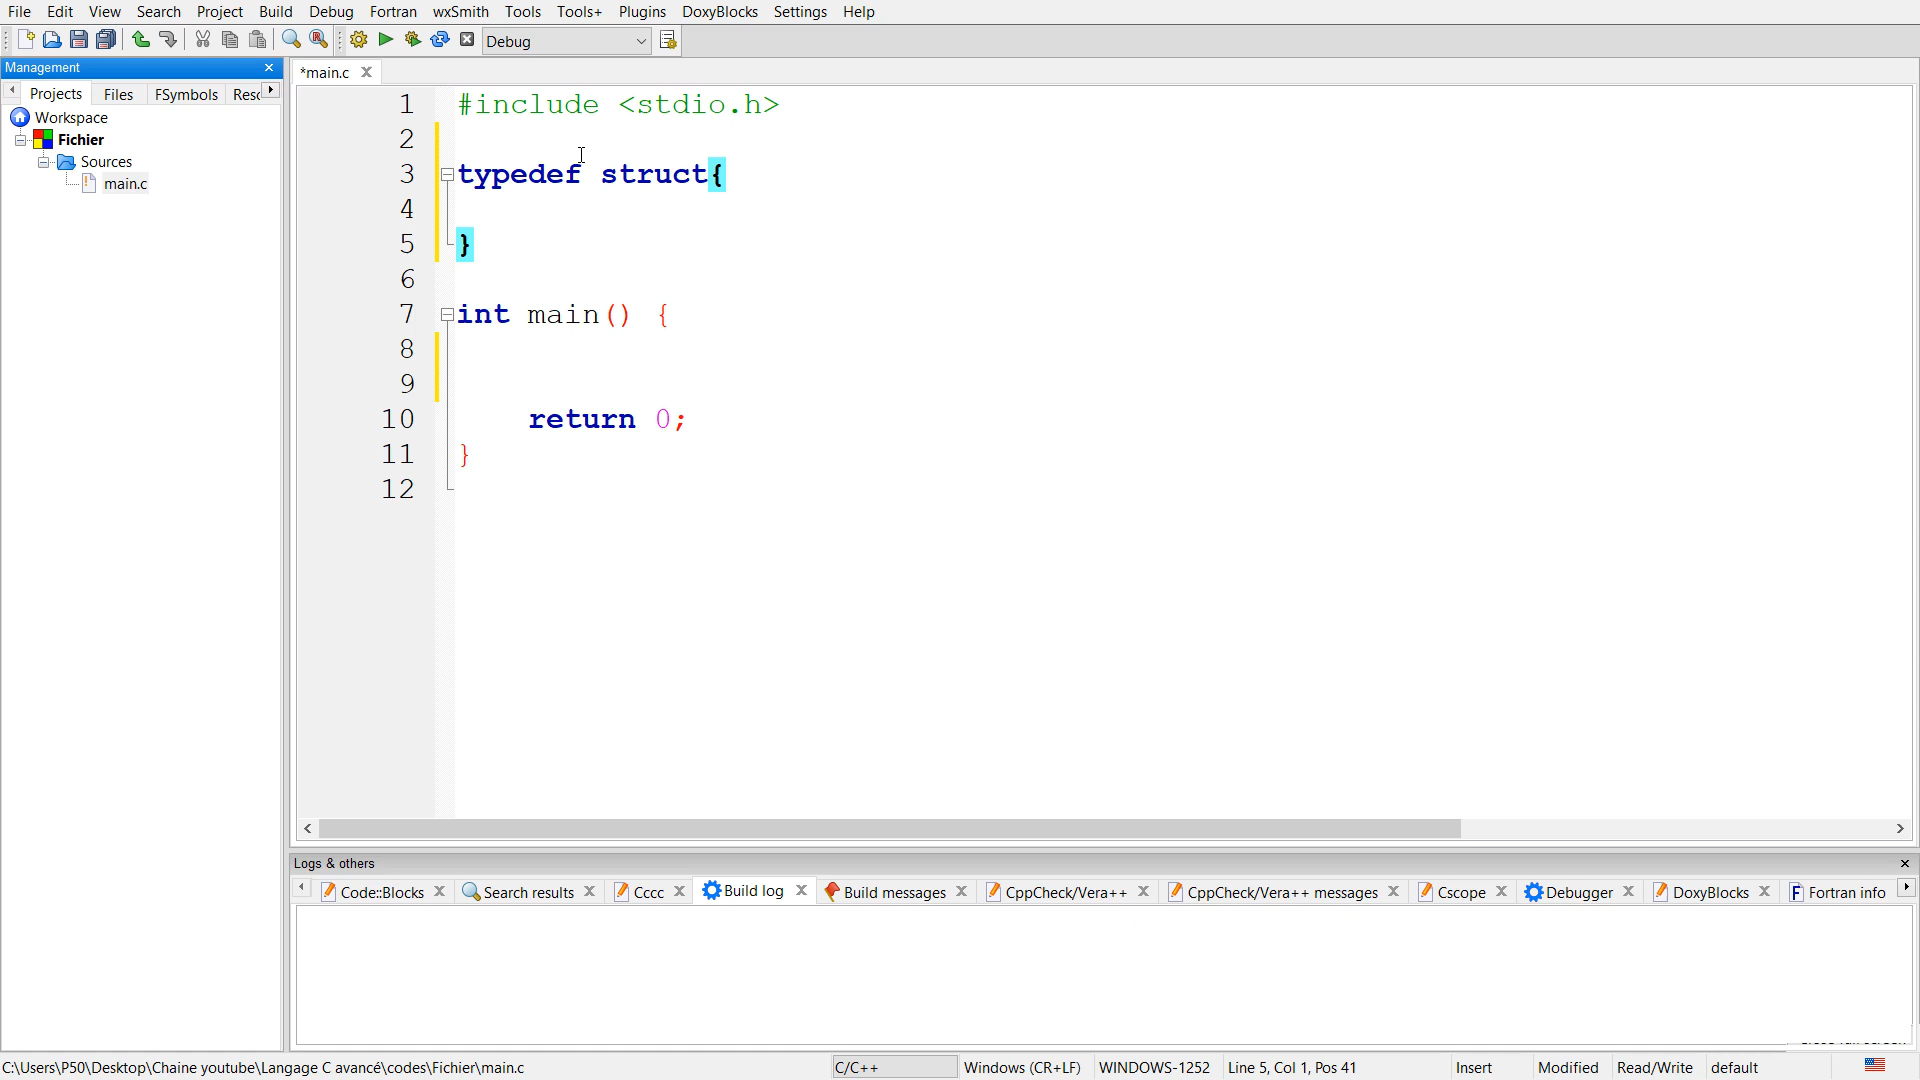 File Edit View Search Project Build Debug Fortran wxSmith Tools Tools+ Plugins DoxyBlocks Settings Help
Debug
Management
*main.c
Projects Files FSymbols Resc
Workspace
Fichier
Sources
main.c
1 #include <stdio.h>
2
3 typedef struct{
4
5 }
6
7 int main() {
8
9
10 return 0;
11 }
12
Logs & others
Code::Blocks Search results Cccc Build log Build messages CppCheck/Vera++ CppCheck/Vera++ messages Cscope Debugger DoxyBlocks Fortran info
C:\Users\P50\Desktop\Chaine youtube\Langage C avancé\codes\Fichier\main.c C/C++ Windows (CR+LF) WINDOWS-1252 Line 5, Col 1, Pos 41 Insert Modified Read/Write default